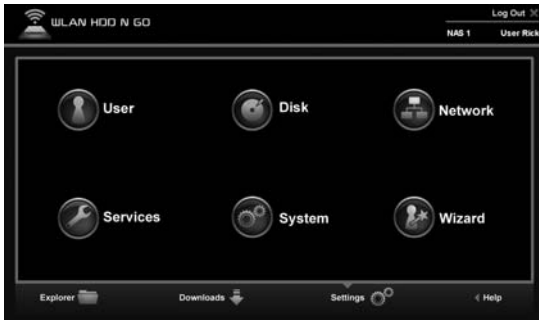 WLAN HDD N GO
Log Out
NAS 1 User Rick
User Disk Network
Services System Wizard
Explorer Downloads Settings Help